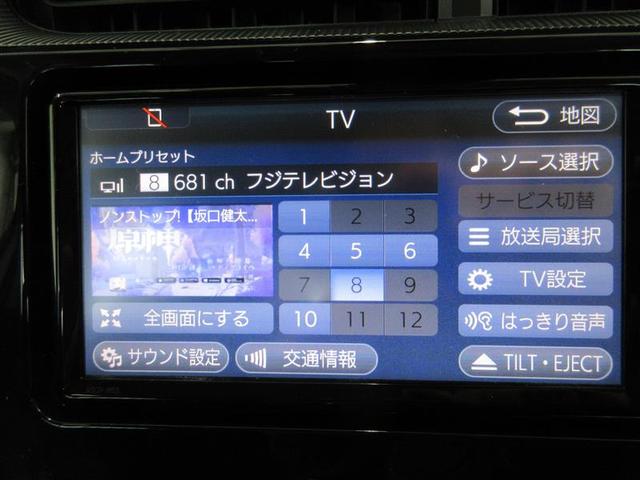 TV
地図
ホームプリセット
8 681 ch フジテレビジョン
ソース選択
ノンストップ!【坂口健太...
原神
1 2 3
4 5 6
7 8 9
10 11 12
サービス切替
放送局選択
TV設定
はっきり音声
全画面にする
サウンド設定
交通情報
TILT・EJECT